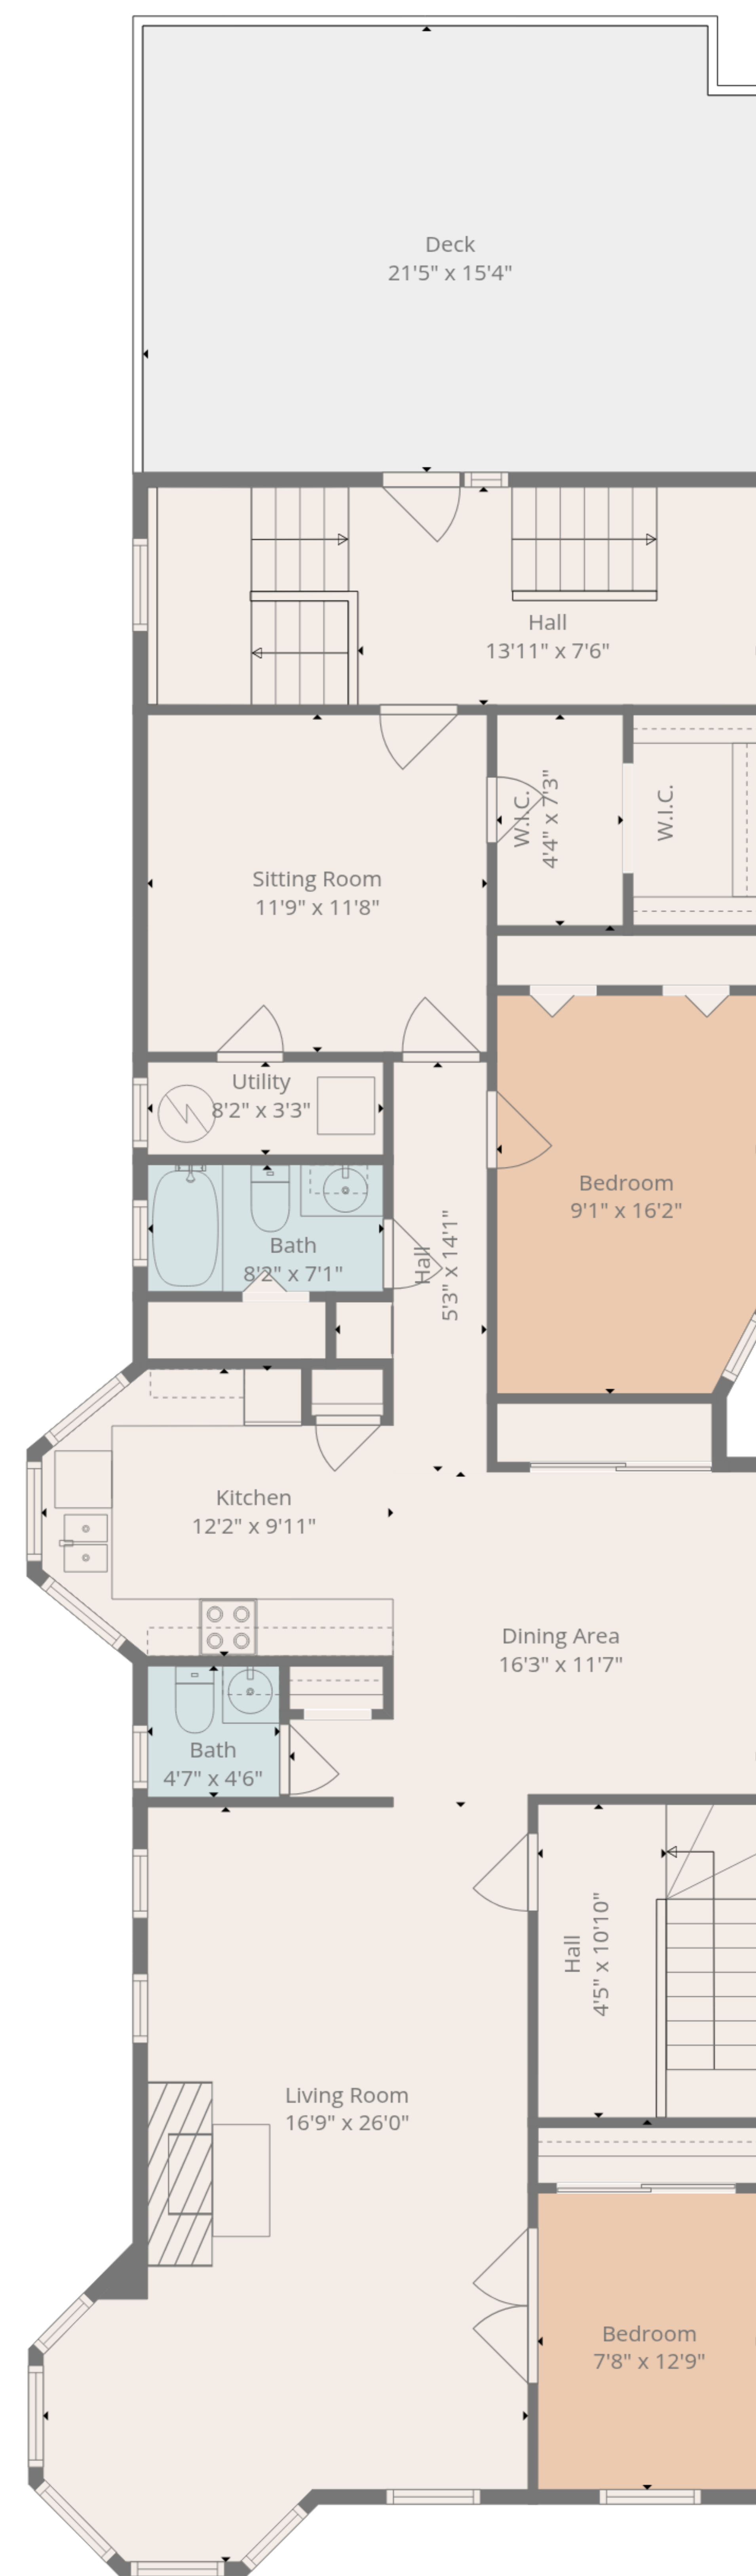 Deck
21'5" x 15'4"
Hall
13'11" x 7'6"
W.I.C.
4'4" x 7'3"
W.I.C.
Sitting Room
11'9" x 11'8"
Utility
8'2" x 3'3"
Bedroom
9'1" x 16'2"
Bath
8'2" x 7'1"
Hall
5'3" x 14'1"
Kitchen
12'2" x 9'11"
Dining Area
16'3" x 11'7"
Bath
4'7" x 4'6"
Hall
4'5" x 10'10"
Living Room
16'9" x 26'0"
Bedroom
7'8" x 12'9"